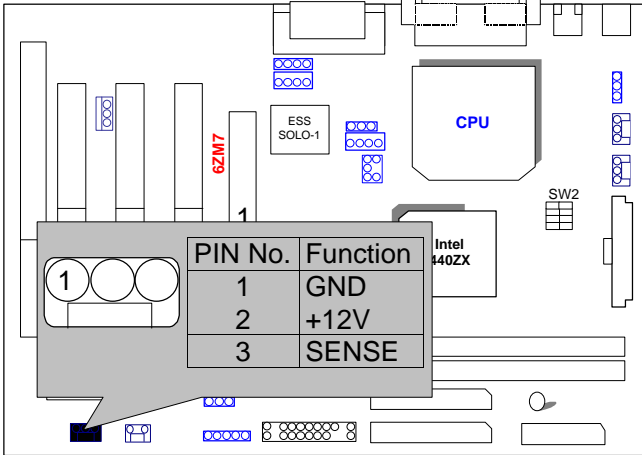 ESS
SOLO-1
CPU
6ZM7
SW2
1
Intel
440ZX
PIN No. Function
1 1 GND
2 +12V
3 SENSE